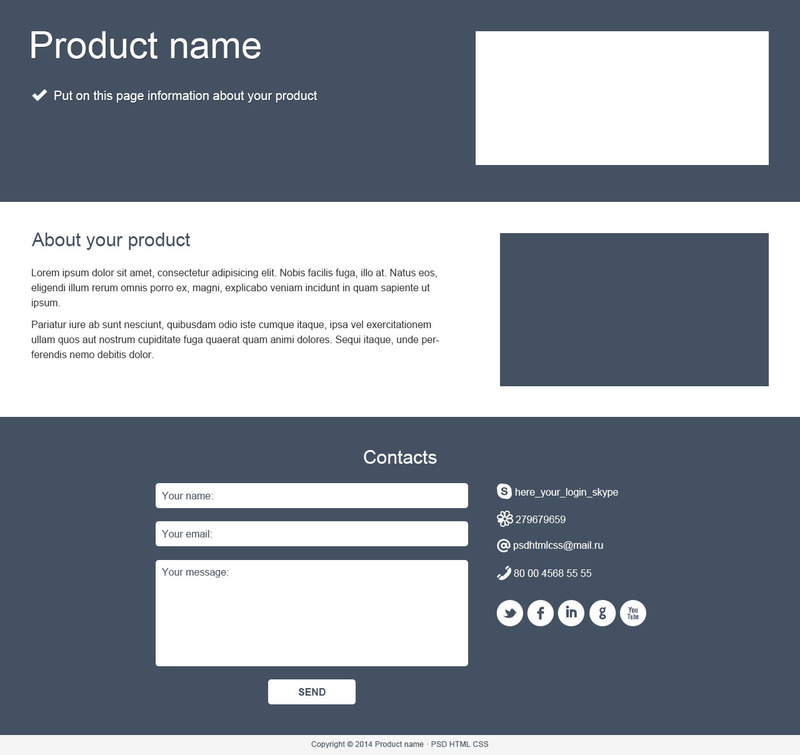 Product name
Put on this page information about your product
About your product
Lorem ipsum dolor sit amet, consectetur adipisicing elit. Nobis facilis fuga, illo at. Natus eos,
eligendi illum rerum omnis porro ex, magni, explicabo veniam incidunt in quam sapiente ut
ipsum.
Pariatur iure ab sunt nesciunt, quibusdam odio iste cumque itaque, ipsa vel exercitationem
ullam quos aut nostrum cupiditate fuga quaerat quam animi dolores. Sequi itaque, unde per-
ferendis nemo debitis dolor.
Contacts
Your name:
Your email:
Your message:
SEND
here_your_login_skype
279679659
psdhtmlcss@mail.ru
80 00 4568 55 55
You
Tube
Copyright © 2014 Product name · PSD HTML CSS